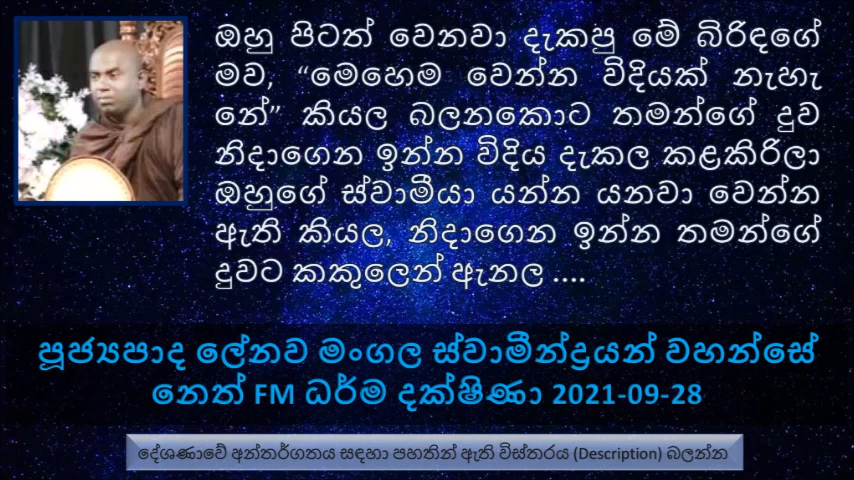 ඔහු පිටත් වෙනවා දැකපු මේ බිරිඳගේ
මව, “මෙහෙම වෙන්න විදියක් නැහැ
නේ” කියල බලනකොට තමන්ගේ දුව
නිදාගෙන ඉන්න විදිය දැකල කළකිරිලා
ඔහුගේ ස්වාමීයා යන්න යනවා වෙන්න
ඇති කියල, නිදාගෙන ඉන්න තමන්ගේ
දුවට කකුලෙන් ඇනල ....
පූජ්‍යපාද ලේනව මංගල ස්වාමීන්ද්‍රයන් වහන්සේ
නෙත් FM ධර්ම දක්ෂිණා 2021-09-28
දේශණාවේ අන්තර්ගතය සඳහා පහතින් ඇති විස්තරය (Description) බලන්න